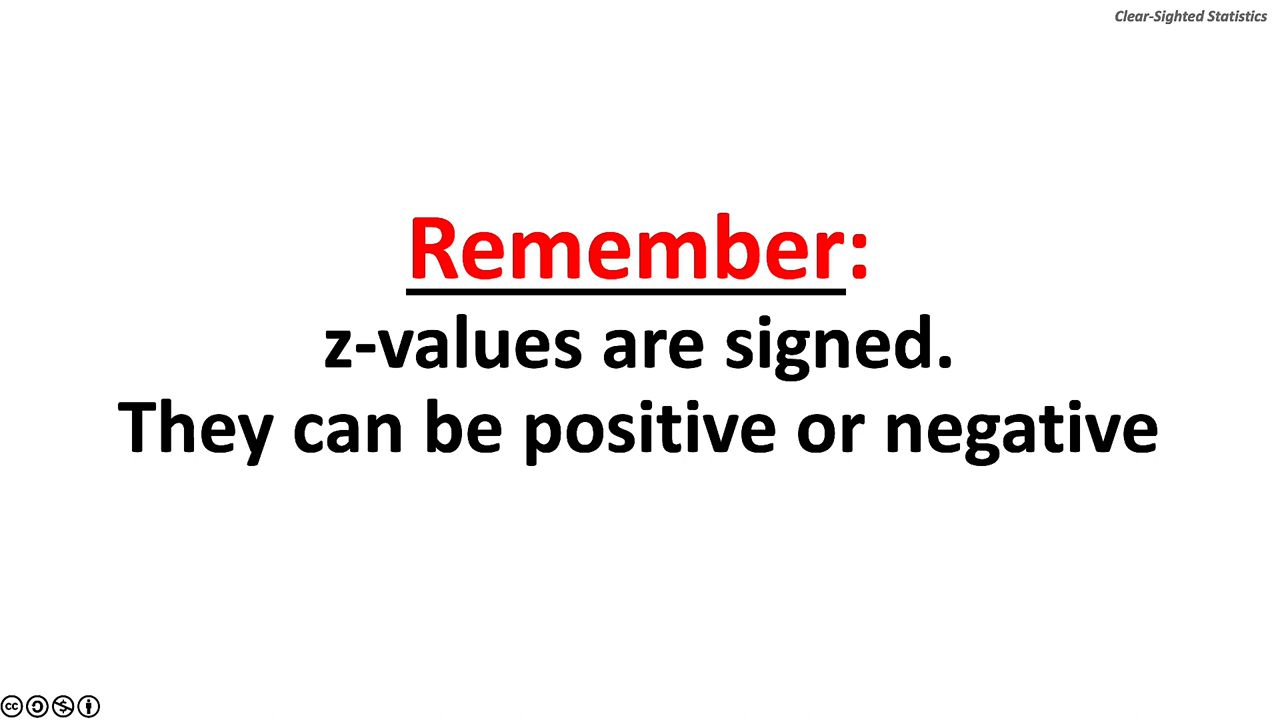 Clear-Sighted Statistics
Remember:
z-values are signed.
They can be positive or negative